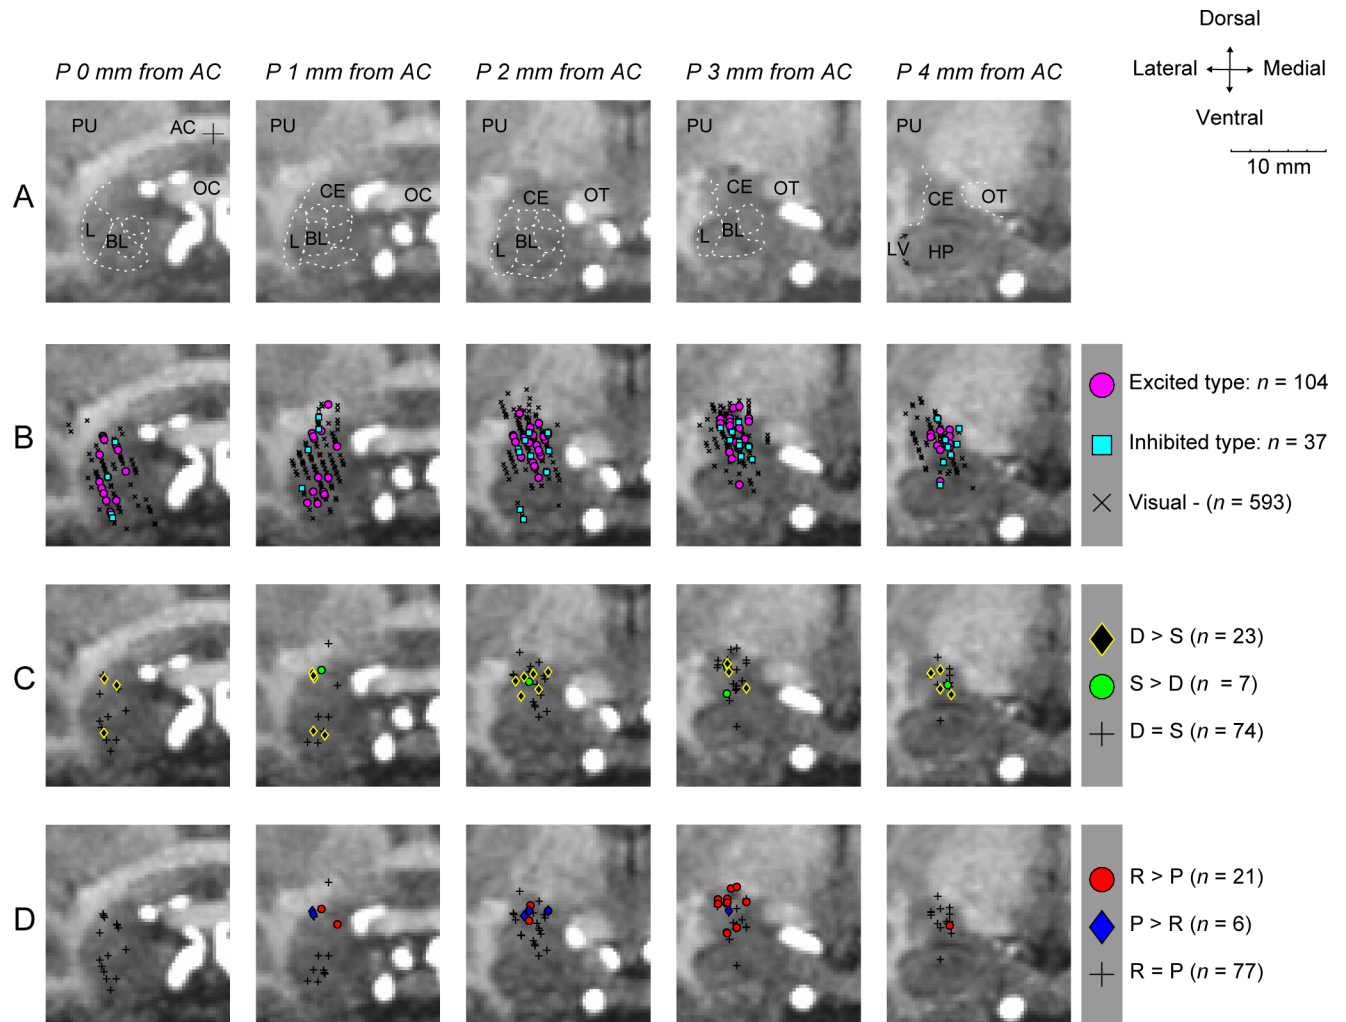 Dorsal
Lateral Medial
Ventral
10 mm
P 0 mm from AC P 1 mm from AC P 2 mm from AC P 3 mm from AC P 4 mm from AC
A
PU AC OC L BL
PU CE OC L BL
PU CE OT L BL
PU CE OT L BL
PU CE OT LV HP
B
Excited type: n = 104
Inhibited type: n = 37
Visual - (n = 593)
C
D > S (n = 23)
S > D (n = 7)
D = S (n = 74)
D
R > P (n = 21)
P > R (n = 6)
R = P (n = 77)